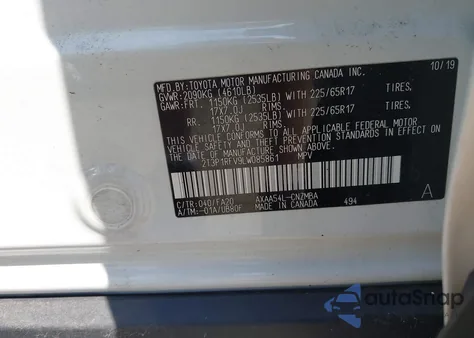 MFD.BY:TOYOTA MOTOR MANUFACTURING CANADA INC. 10/19
GVWR:2090KG (4610LB)
GAWR:FRT. 1150KG (2535LB) WITH 225/65R17 TIRES,
17X7.0J RIMS.
RR. 1150KG (2535LB) WITH 225/65R17 TIRES,
17X7.0J RIMS.
THIS VEHICLE CONFORMS TO ALL APPLICABLE FEDERAL MOTOR
VEHICLE SAFETY, BUMPER, AND THEFT PREVENTION STANDARDS IN
EFFECT ON THE DATE OF MANUFACTURE SHOWN ABOVE.
2T3P1RFV9LW085861 MPV
C/TR:040/FA20 AXAA54L-CNZMBA A
A/TM:-01A/UB80F MADE IN CANADA 494
autoSnap